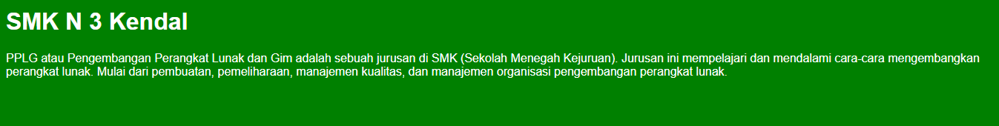 SMK N 3 Kendal
PPLG atau Pengembangan Perangkat Lunak dan Gim adalah sebuah jurusan di SMK (Sekolah Menegah Kejuruan). Jurusan ini mempelajari dan mendalami cara-cara mengembangkan
perangkat lunak. Mulai dari pembuatan, pemeliharaan, manajemen kualitas, dan manajemen organisasi pengembangan perangkat lunak.